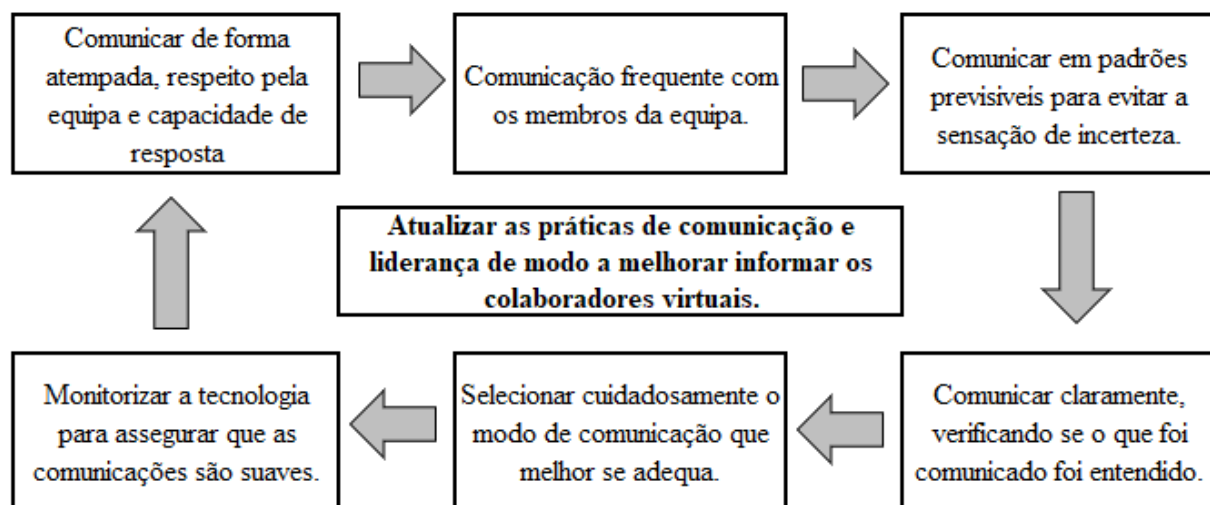 Comunicar de forma
atempada, respeito pela
equipa e capacidade de
resposta
Comunicação frequente com
os membros da equipa.
Comunicar em padrões
previsíveis para evitar a
sensação de incerteza.
Atualizar as práticas de comunicação e
liderança de modo a melhorar informar os
colaboradores virtuais.
Monitorizar a tecnologia
para assegurar que as
comunicações são suaves.
Selecionar cuidadosamente o
modo de comunicação que
melhor se adequa.
Comunicar claramente,
verificando se o que foi
comunicado foi entendido.